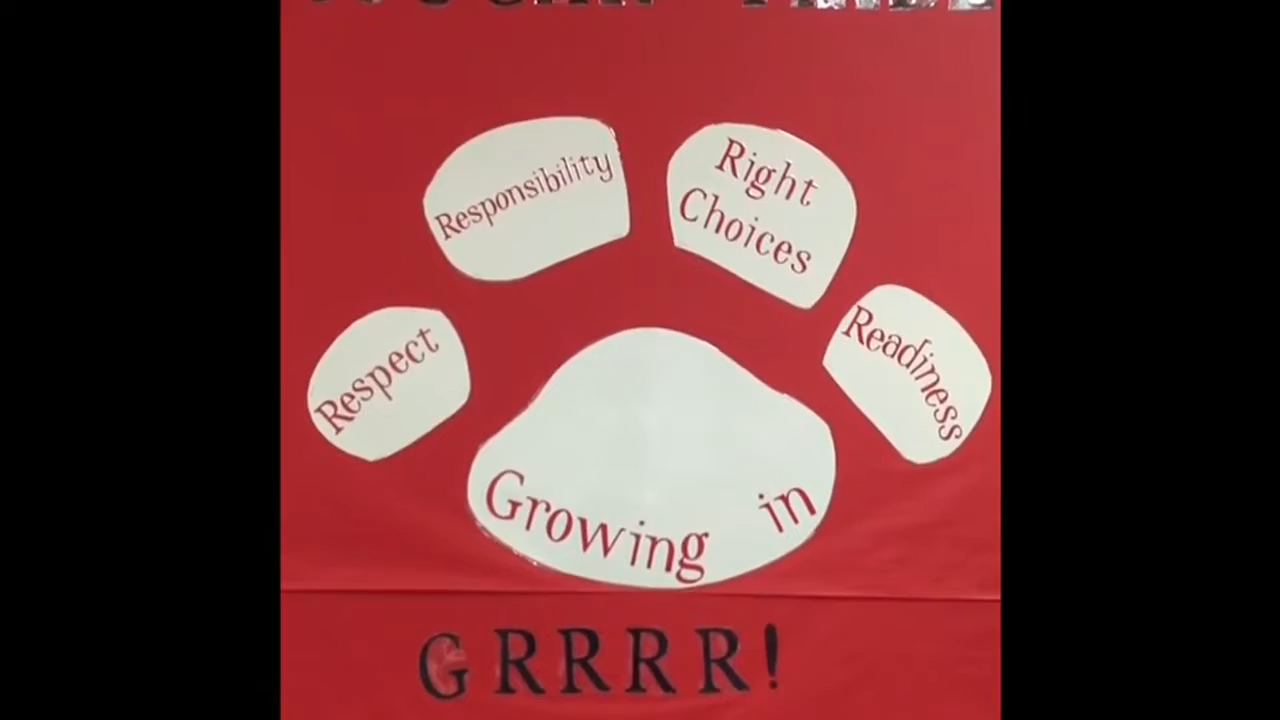 Responsibility
Right
Choices
Respect
Readiness
Growing in
GRRRR!